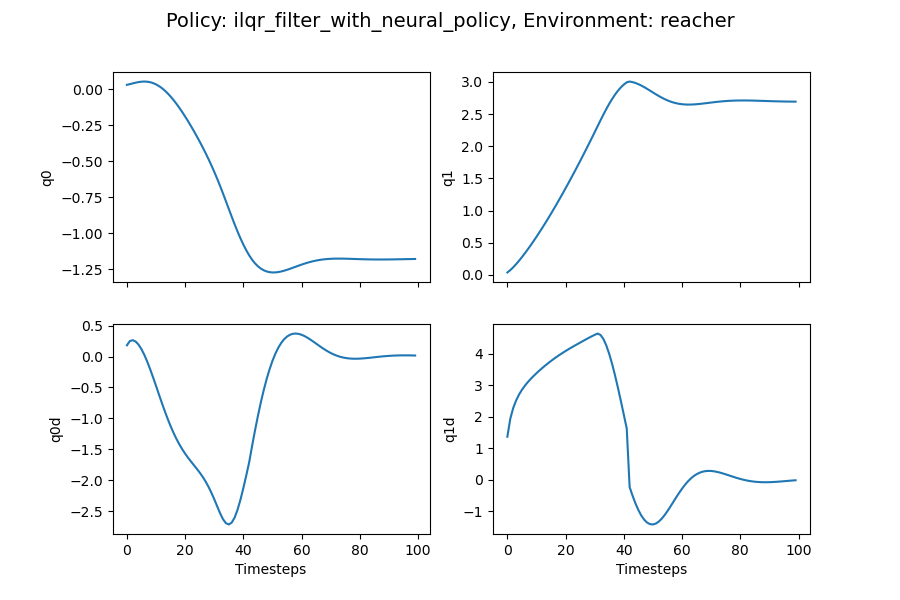 Policy: ilqr_filter_with_neural_policy, Environment: reacher
0.00
−0.25
−0.50
−0.75
−1.00
−1.25
q0
3.0
2.5
2.0
1.5
1.0
0.5
0.0
q1
0.5
0.0
−0.5
−1.0
−1.5
−2.0
−2.5
q0d
0 20 40 60 80 100
Timesteps
4
3
2
1
0
−1
q1d
0 20 40 60 80 100
Timesteps